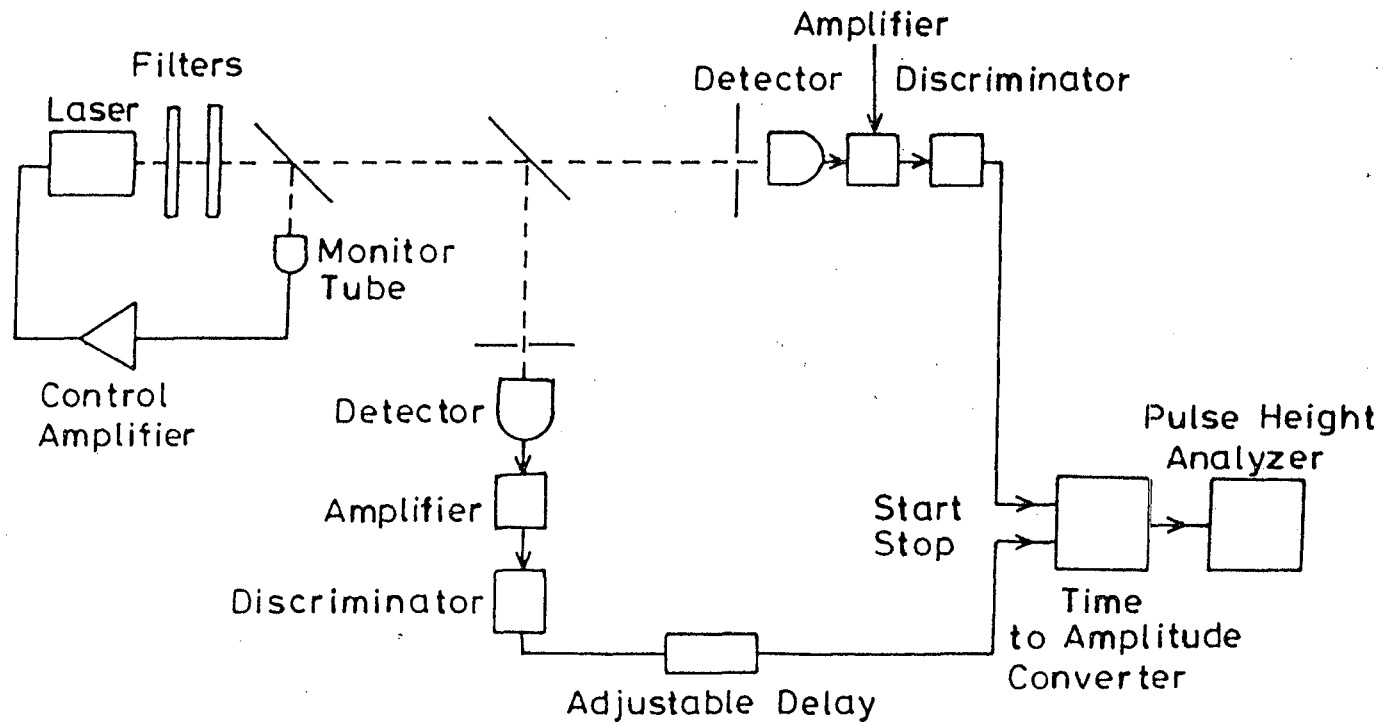 Amplifier
Filters
Detector
Discriminator
Laser
Monitor
Tube
Control
Amplifier
Detector
Pulse Height
Analyzer
Amplifier
Start
Stop
Discriminator
Time
to Amplitude
Converter
Adjustable Delay